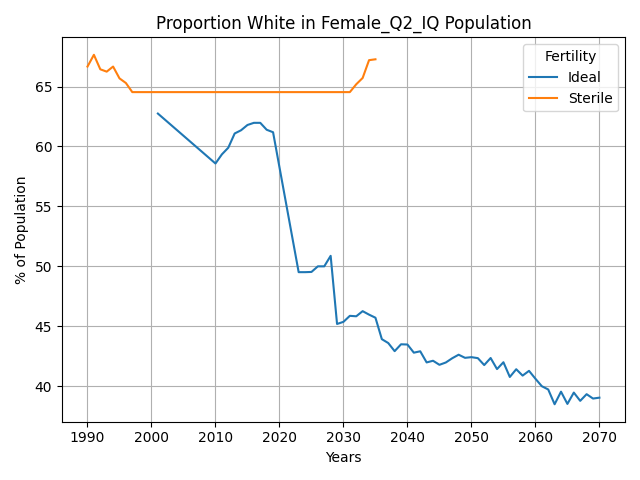 Proportion White in Female_Q2_IQ Population
Fertility
Ideal
Sterile
% of Population
65
60
55
50
45
40
1990 2000 2010 2020 2030 2040 2050 2060 2070
Years